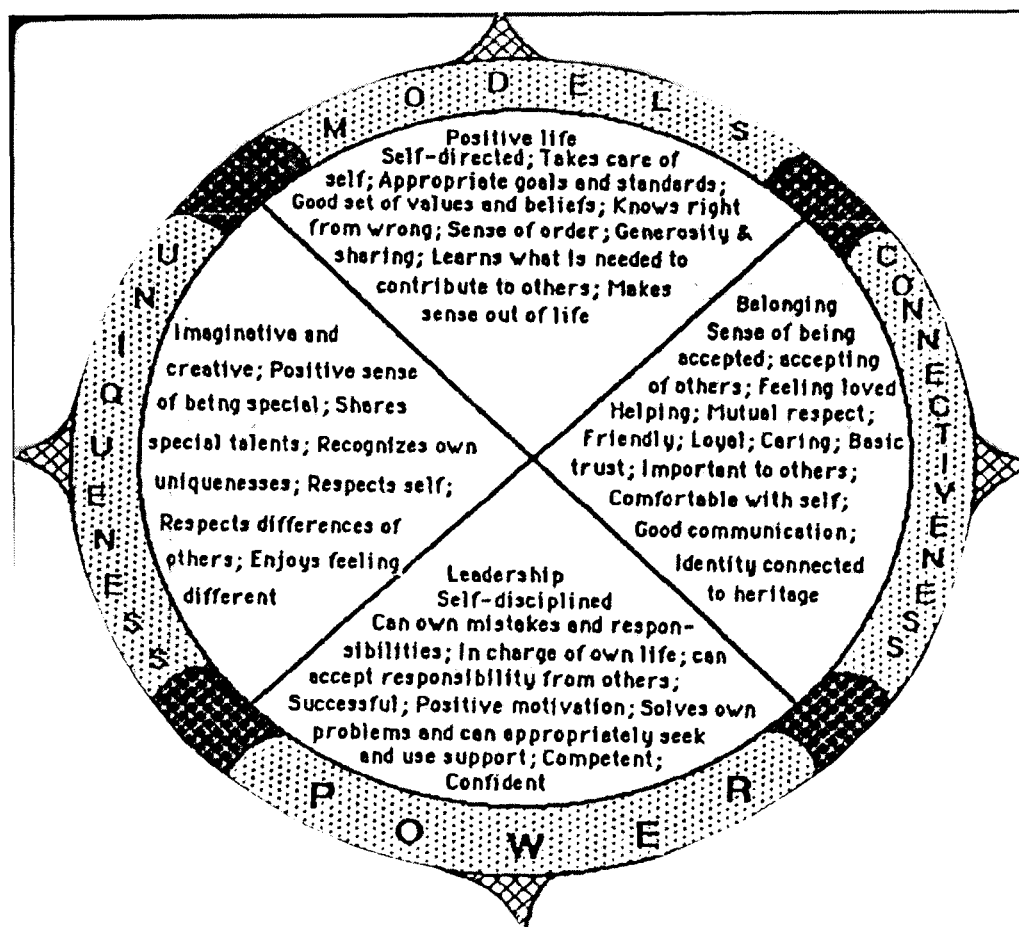 MODELS
Positive life
Self-directed; Takes care of
self; Appropriate goals and standards;
Good set of values and beliefs; Knows right
from wrong; Sense of order; Generosity &
sharing; Learns what is needed to
contribute to others; Makes
sense out of life
UNIQUENESS
Imaginative and
creative; Positive sense
of being special; Shares
special talents; Recognizes own
uniquenesses; Respects self;
Respects differences of
others; Enjoys feeling
different
CONNECTIVENESS
Belonging
Sense of being
accepted; accepting
of others; Feeling loved
Helping; Mutual respect;
Friendly; Loyal; Caring; Basic
trust; Important to others;
Comfortable with self;
Good communication;
Identity connected
to heritage
Leadership
Self-disciplined
Can own mistakes and respon-
sibilities; In charge of own life; can
accept responsibility from others;
Successful; Positive motivation; Solves own
problems and can appropriately seek
and use support; Competent;
Confident
POWER